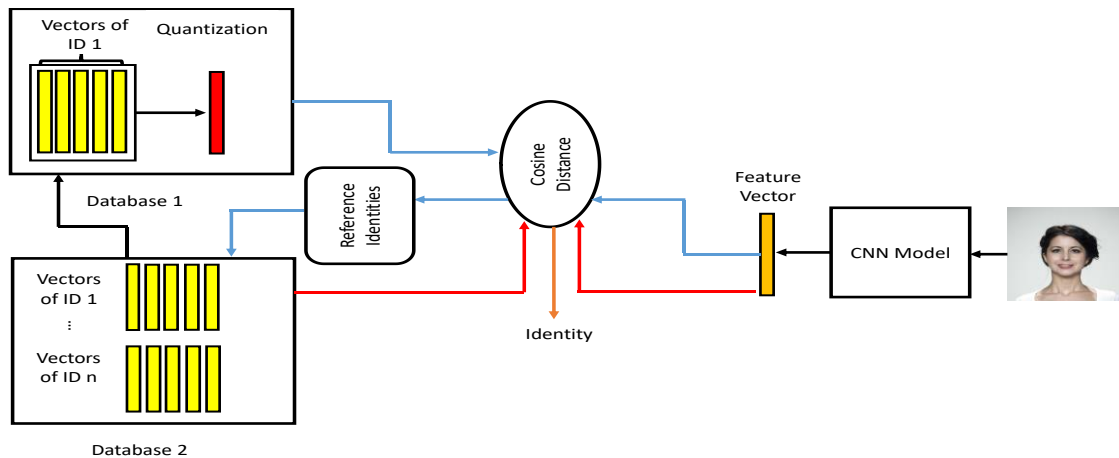 Vectors of
ID 1
Quantization
Database 1
Reference
Identities
Cosine
Distance
Feature
Vector
CNN Model
Identity
Vectors
of ID 1
...
Vectors
of ID n
Database 2